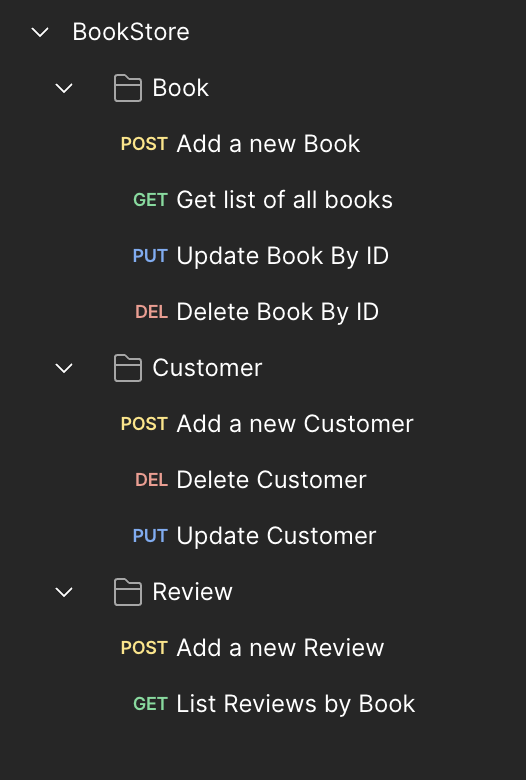 BookStore
Book
POST Add a new Book
GET Get list of all books
PUT Update Book By ID
DEL Delete Book By ID
Customer
POST Add a new Customer
DEL Delete Customer
PUT Update Customer
Review
POST Add a new Review
GET List Reviews by Book